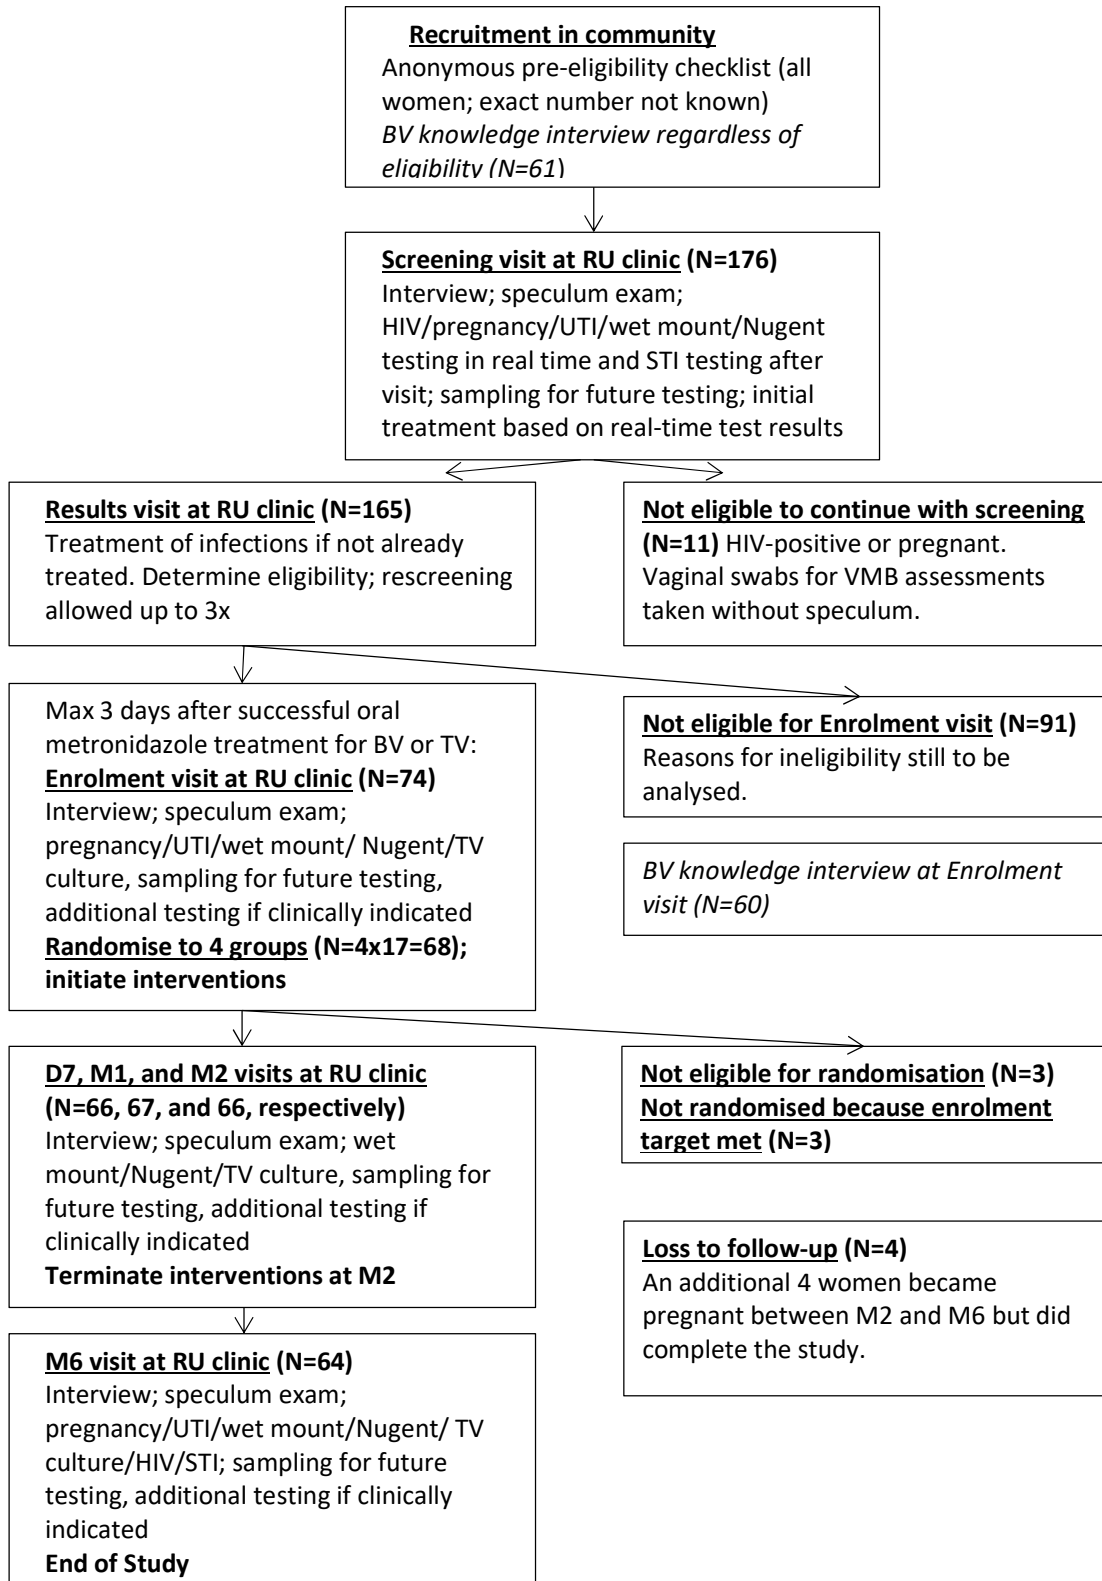 Recruitment in community
Anonymous pre-eligibility checklist (all
women; exact number not known)
BV knowledge interview regardless of
eligibility (N=61)
Screening visit at RU clinic (N=176)
Interview; speculum exam;
HIV/pregnancy/UTI/wet mount/Nugent
testing in real time and STI testing after
visit; sampling for future testing; initial
treatment based on real-time test results
Results visit at RU clinic (N=165)
Treatment of infections if not already
treated. Determine eligibility; rescreening
allowed up to 3x
Not eligible to continue with screening
(N=11) HIV-positive or pregnant.
Vaginal swabs for VMB assessments
taken without speculum.
Max 3 days after successful oral
metronidazole treatment for BV or TV:
Enrolment visit at RU clinic (N=74)
Interview; speculum exam;
pregnancy/UTI/wet mount/ Nugent/TV
culture, sampling for future testing,
additional testing if clinically indicated
Randomise to 4 groups (N=4x17=68);
initiate interventions
Not eligible for Enrolment visit (N=91)
Reasons for ineligibility still to be
analysed.
BV knowledge interview at Enrolment
visit (N=60)
D7, M1, and M2 visits at RU clinic
(N=66, 67, and 66, respectively)
Interview; speculum exam; wet
mount/Nugent/TV culture, sampling for
future testing, additional testing if
clinically indicated
Terminate interventions at M2
Not eligible for randomisation (N=3)
Not randomised because enrolment
target met (N=3)
Loss to follow-up (N=4)
An additional 4 women became
pregnant between M2 and M6 but did
complete the study.
M6 visit at RU clinic (N=64)
Interview; speculum exam;
pregnancy/UTI/wet mount/Nugent/ TV
culture/HIV/STI; sampling for future
testing, additional testing if clinically
indicated
End of Study